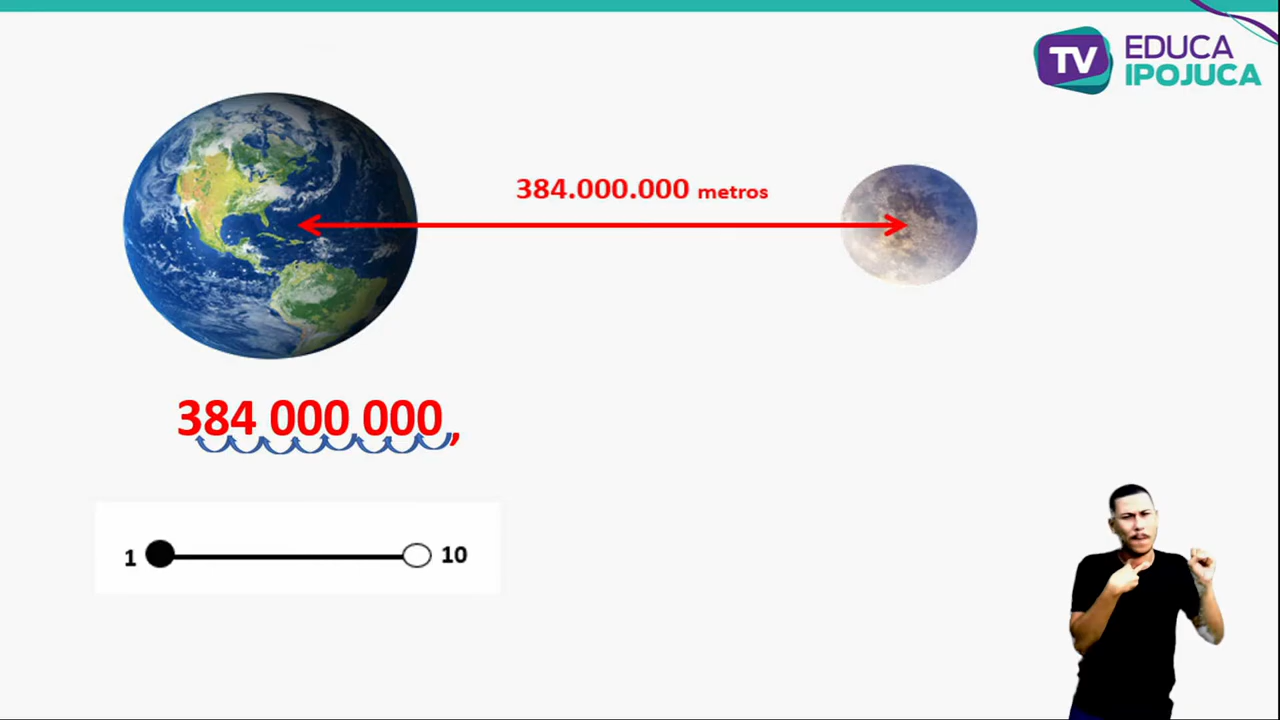 TV EDUCA
IPOJUCA
384.000.000 metros
384 000 000,
1 10